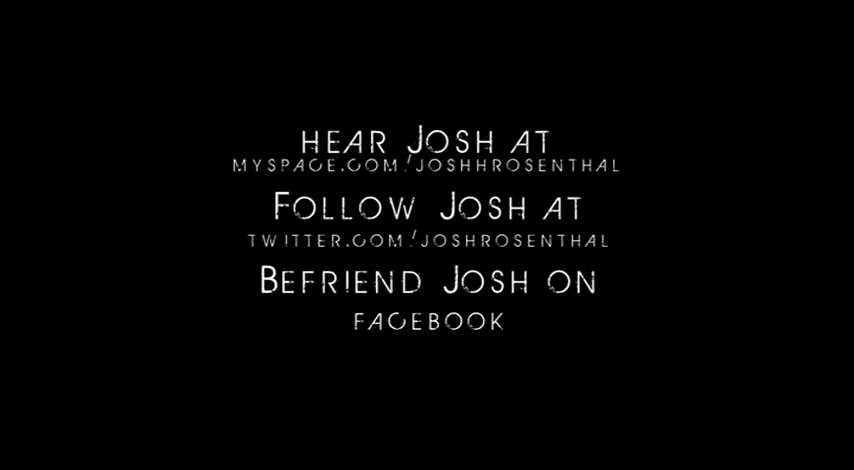 HEAR JOSH AT
MYSPACE.COM/JOSHHROSENTHAL
FOLLOW JOSH AT
TWITTER.COM/JOSHROSENTHAL
BEFRIEND JOSH ON
FACEBOOK